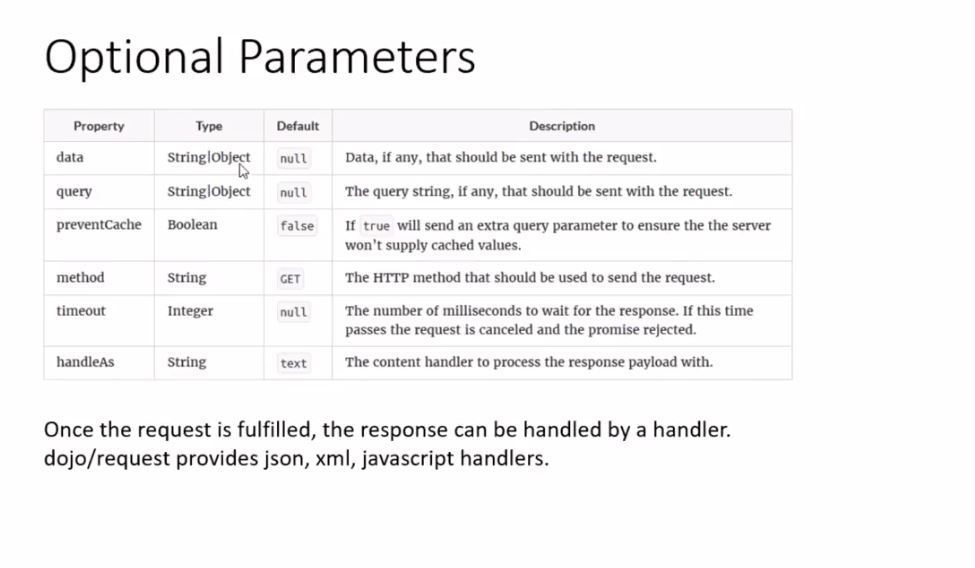 Optional Parameters
Property Type Default Description
data String|Object null Data, if any, that should be sent with the request.
query String|Object null The query string, if any, that should be sent with the request.
preventCache Boolean false If true will send an extra query parameter to ensure the the server
won't supply cached values.
method String GET The HTTP method that should be used to send the request.
timeout Integer null The number of milliseconds to wait for the response. If this time
passes the request is canceled and the promise rejected.
handleAs String text The content handler to process the response payload with.
Once the request is fulfilled, the response can be handled by a handler.
dojo/request provides json, xml, javascript handlers.